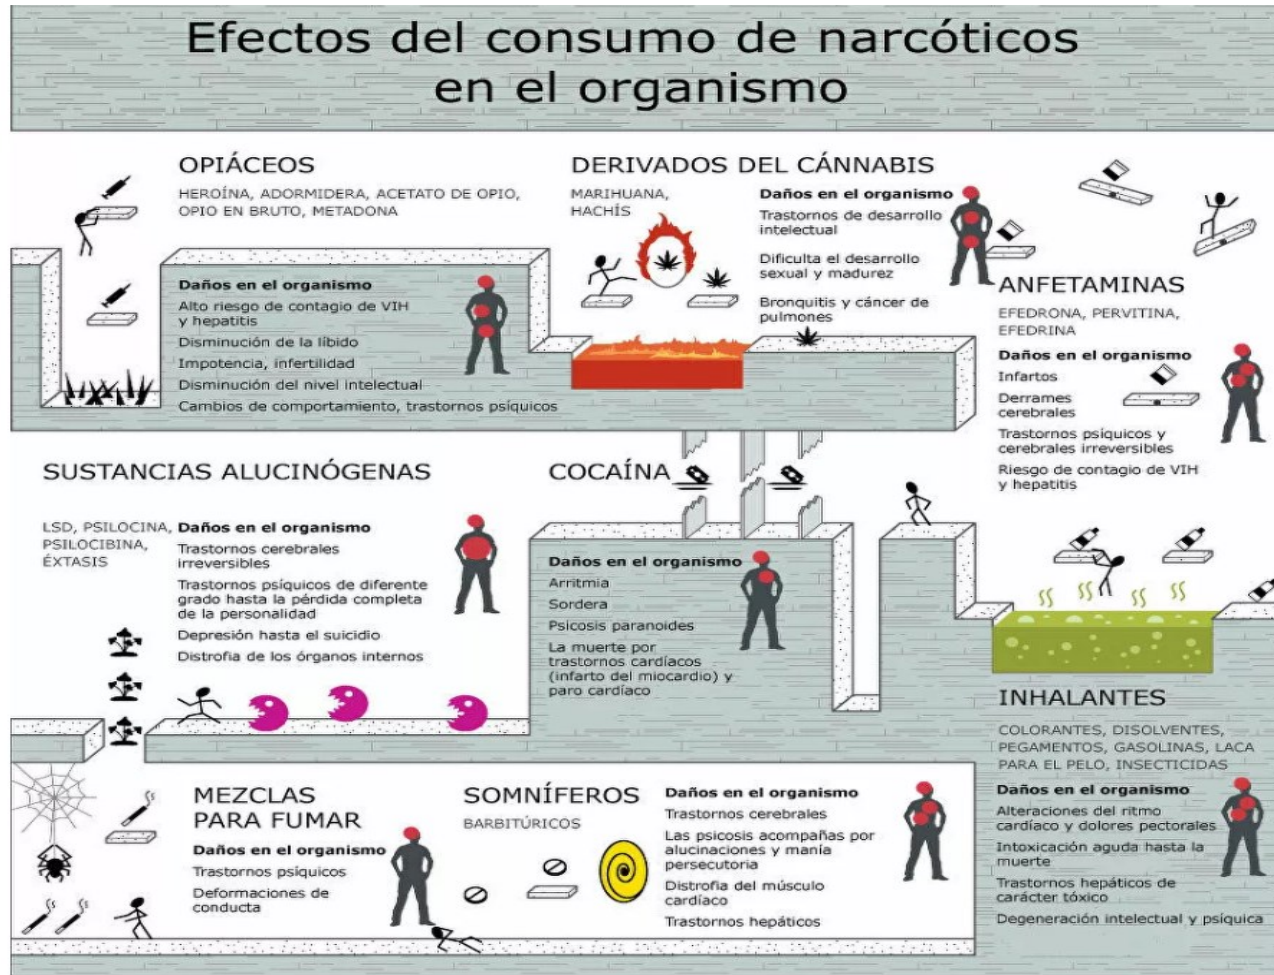 Efectos del consumo de narcóticos
en el organismo
OPIÁCEOS
HEROÍNA, ADORMIDERA, ACETATO DE OPIO,
OPIO EN BRUTO, METADONA
Daños en el organismo
Alto riesgo de contagio de VIH
y hepatitis
Disminución de la líbido
Impotencia, infertilidad
Disminución del nivel intelectual
Cambios de comportamiento, trastornos psíquicos
DERIVADOS DEL CÁNNABIS
MARIHUANA,
HACHÍS
Daños en el organismo
Trastornos de desarrollo
intelectual
Dificulta el desarrollo
sexual y madurez
Bronquitis y cáncer de
pulmones
ANFETAMINAS
EFEDRONA, PERVITINA,
EFEDRINA
Daños en el organismo
Infartos
Derrames
cerebrales
Trastornos psíquicos y
cerebrales irreversibles
Riesgo de contagio de VIH
y hepatitis
SUSTANCIAS ALUCINÓGENAS
LSD, PSILOCINA,
PSILOCIBINA,
ÉXTASIS
Daños en el organismo
Trastornos cerebrales
irreversibles
Trastornos psíquicos de diferente
grado hasta la pérdida completa
de la personalidad
Depresión hasta el suicidio
Distrofia de los órganos internos
COCAÍNA
Daños en el organismo
Arritmia
Sordera
Psicosis paranoides
La muerte por
trastornos cardíacos
(infarto del miocardio) y
paro cardíaco
INHALANTES
COLORANTES, DISOLVENTES,
PEGAMENTOS, GASOLINAS, LACA
PARA EL PELO, INSECTICIDAS
Daños en el organismo
Alteraciones del ritmo
cardíaco y dolores pectorales
Intoxicación aguda hasta la
muerte
Trastornos hepáticos de
carácter tóxico
Degeneración intelectual y psíquica
MEZCLAS
PARA FUMAR
Daños en el organismo
Trastornos psíquicos
Deformaciones de
conducta
SOMNÍFEROS
BARBITÚRICOS
Daños en el organismo
Trastornos cerebrales
Las psicosis acompañas por
alucinaciones y manía
persecutoria
Distrofia del músculo
cardíaco
Trastornos hepáticos